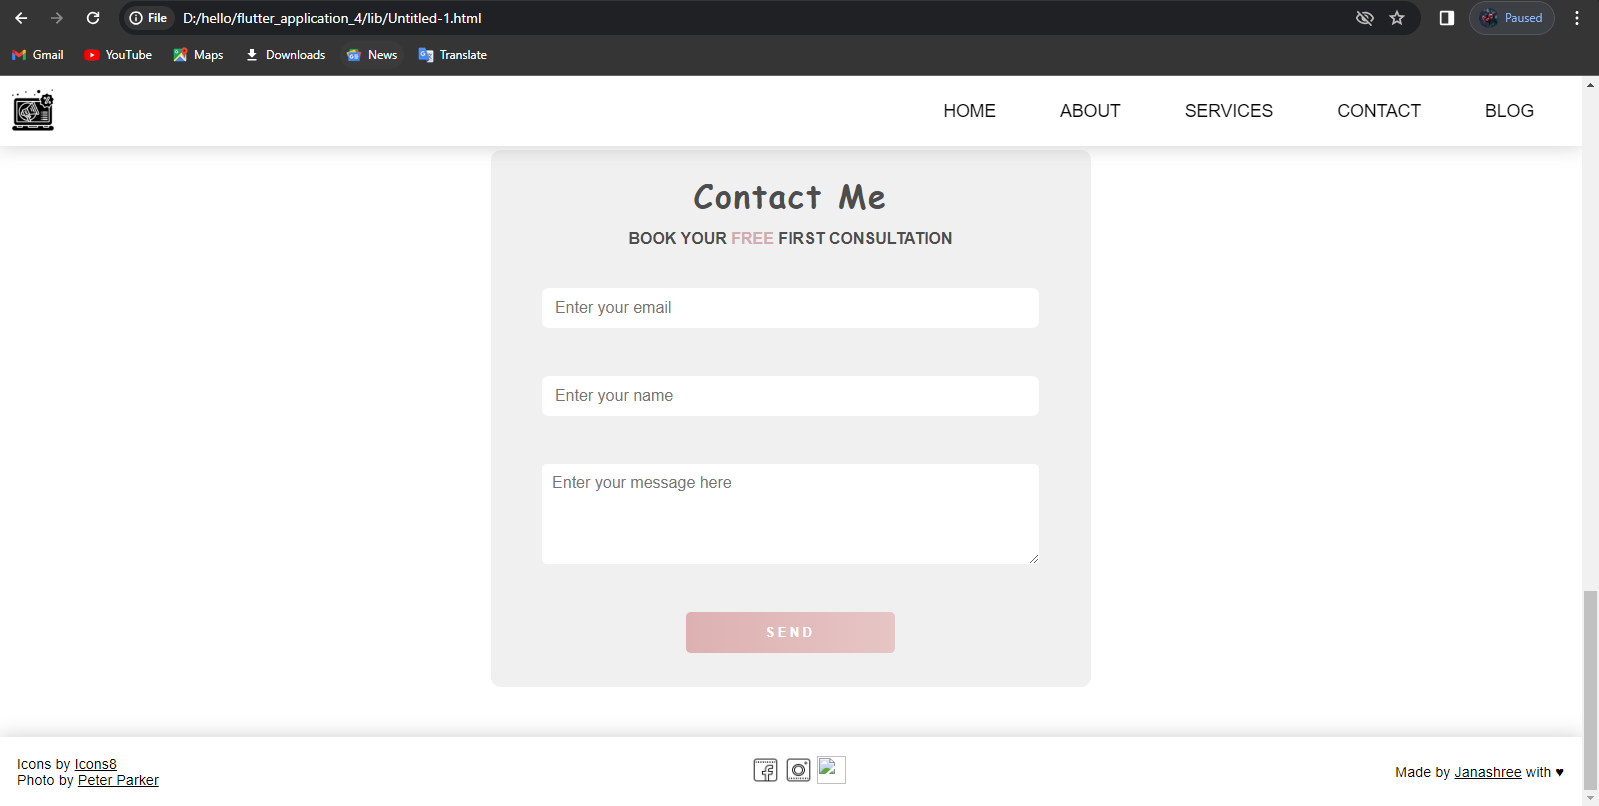 File D:/hello/flutter_application_4/lib/Untitled-1.html Paused
Gmail YouTube Maps Downloads News Translate
HOME ABOUT SERVICES CONTACT BLOG
Contact Me
BOOK YOUR FREE FIRST CONSULTATION
Enter your email
Enter your name
Enter your message here
SEND
Icons by Icons8
Photo by Peter Parker
Made by Janashree with ♥